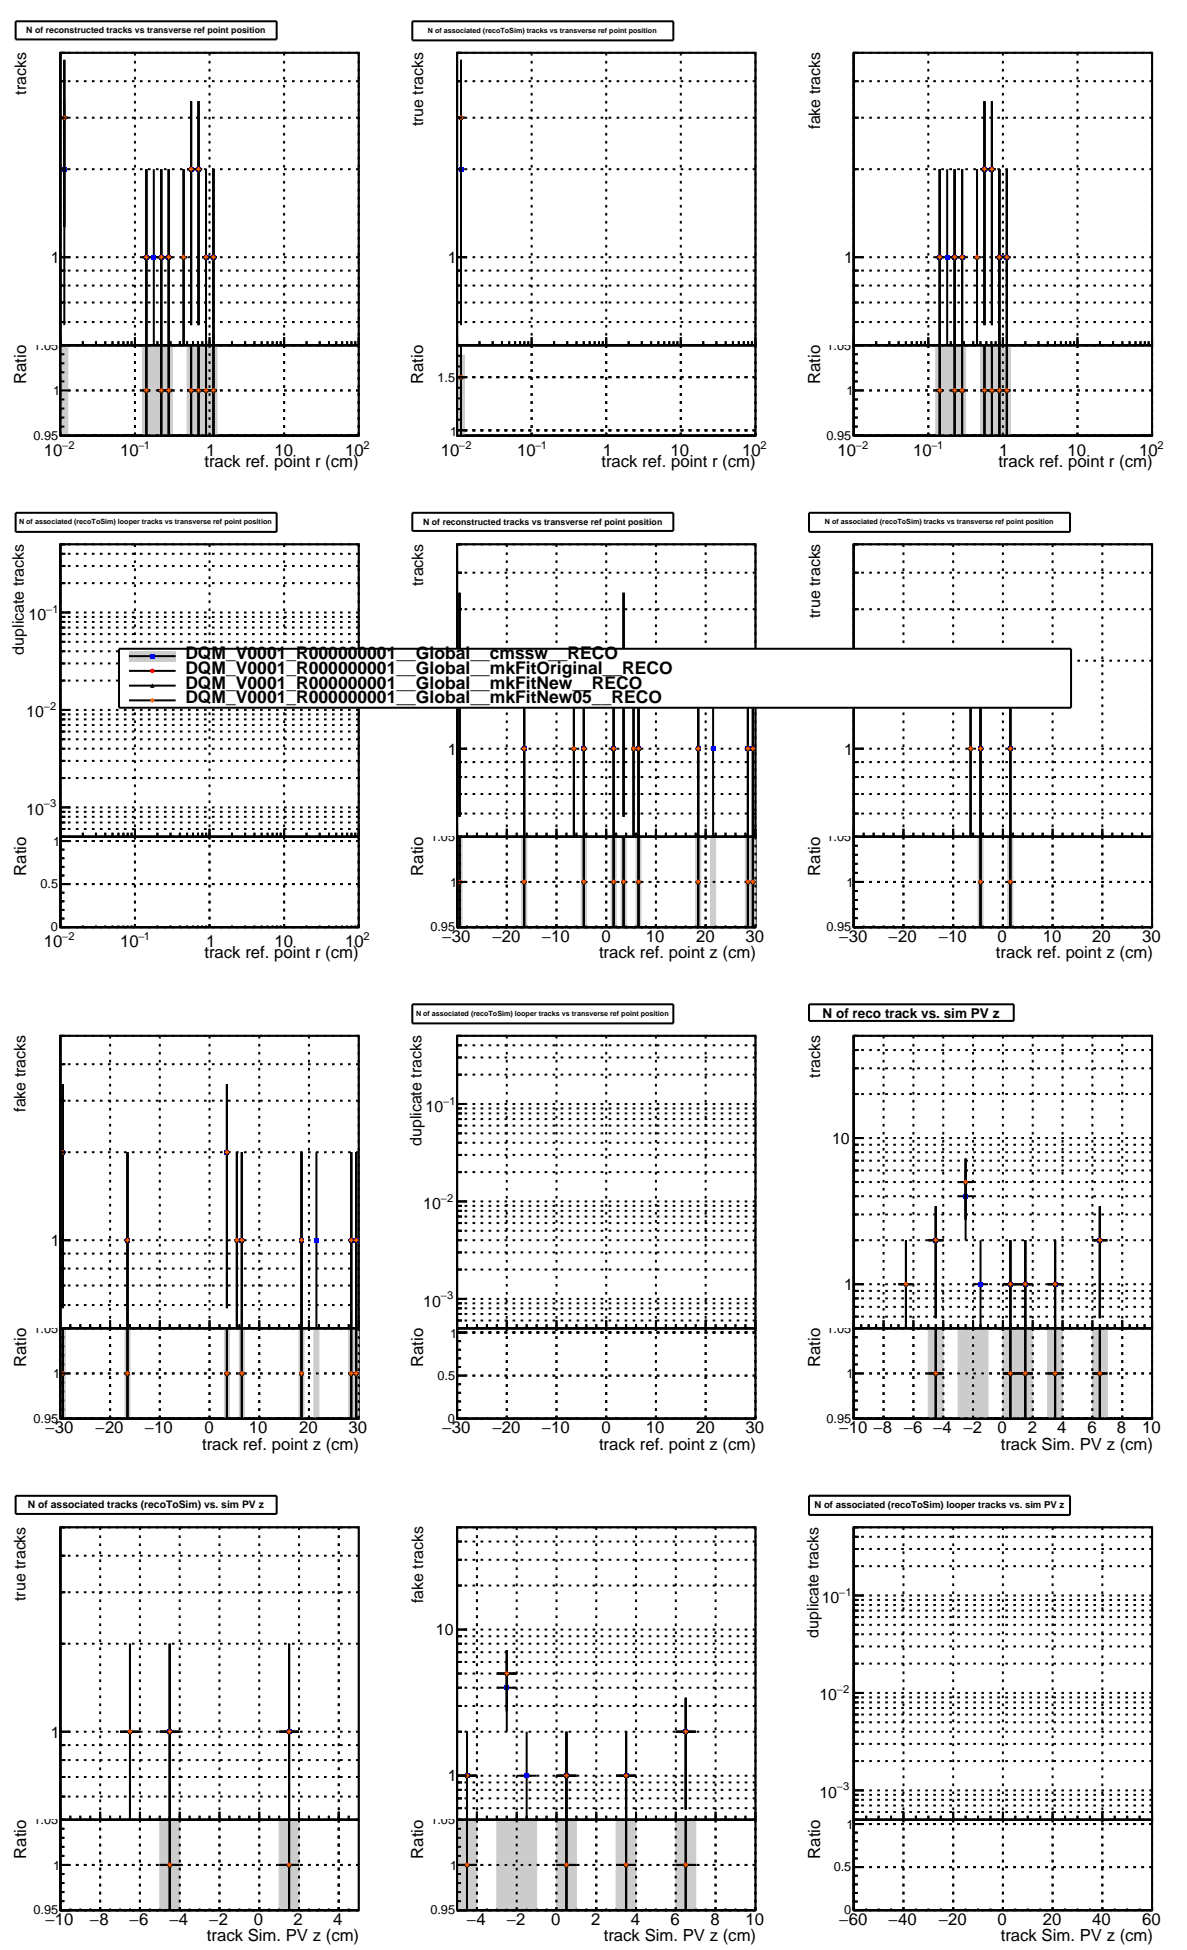 N of reconstructed tracks vs transverse ref point position
tracks
1
1.05
Ratio
1
0.95
10−2 10−1 1 10 102
track ref. point r (cm)
N of associated (recoToSim) tracks vs transverse ref point position
true tracks
1
Ratio
1.5
1
10−2 10−1 1 10 102
track ref. point r (cm)
fake tracks
1
1.05
Ratio
1
0.95
10−2 10−1 1 10 102
track ref. point r (cm)
N of associated (recoToSim) looper tracks vs transverse ref point position
duplicate tracks
10−1
10−2
10−3
Ratio
1
0.5
0
10−2 10−1 1 10 102
track ref. point r (cm)
N of reconstructed tracks vs transverse ref point position
tracks
1
1.05
Ratio
1
0.95
−30 −20 −10 0 10 20 30
track ref. point z (cm)
N of associated (recoToSim) tracks vs transverse ref point position
true tracks
1
1.05
Ratio
1
0.95
−30 −20 −10 0 10 20 30
track ref. point z (cm)
DQM_V0001_R000000001__Global__cmssw__RECO
DQM_V0001_R000000001__Global__mkFitOriginal__RECO
DQM_V0001_R000000001__Global__mkFitNew__RECO
DQM_V0001_R000000001__Global__mkFitNew05__RECO
fake tracks
1
1.05
Ratio
1
0.95
−30 −20 −10 0 10 20 30
track ref. point z (cm)
N of associated (recoToSim) looper tracks vs transverse ref point position
duplicate tracks
10−1
10−2
10−3
Ratio
1
0.5
0
−30 −20 −10 0 10 20 30
track ref. point z (cm)
N of reco track vs. sim PV z
tracks
10
1
1.05
Ratio
1
0.95
−10 −8 −6 −4 −2 0 2 4 6 8 10
track Sim. PV z (cm)
N of associated tracks (recoToSim) vs. sim PV z
true tracks
1
1.05
Ratio
1
0.95
−10 −8 −6 −4 −2 0 2 4
track Sim. PV z (cm)
fake tracks
10
1
1.05
Ratio
1
0.95
−4 −2 0 2 4 6 8 10
track Sim. PV z (cm)
N of associated (recoToSim) looper tracks vs. sim PV z
duplicate tracks
10−1
10−2
10−3
Ratio
1
0.5
0
−60 −40 −20 0 20 40 60
track Sim. PV z (cm)